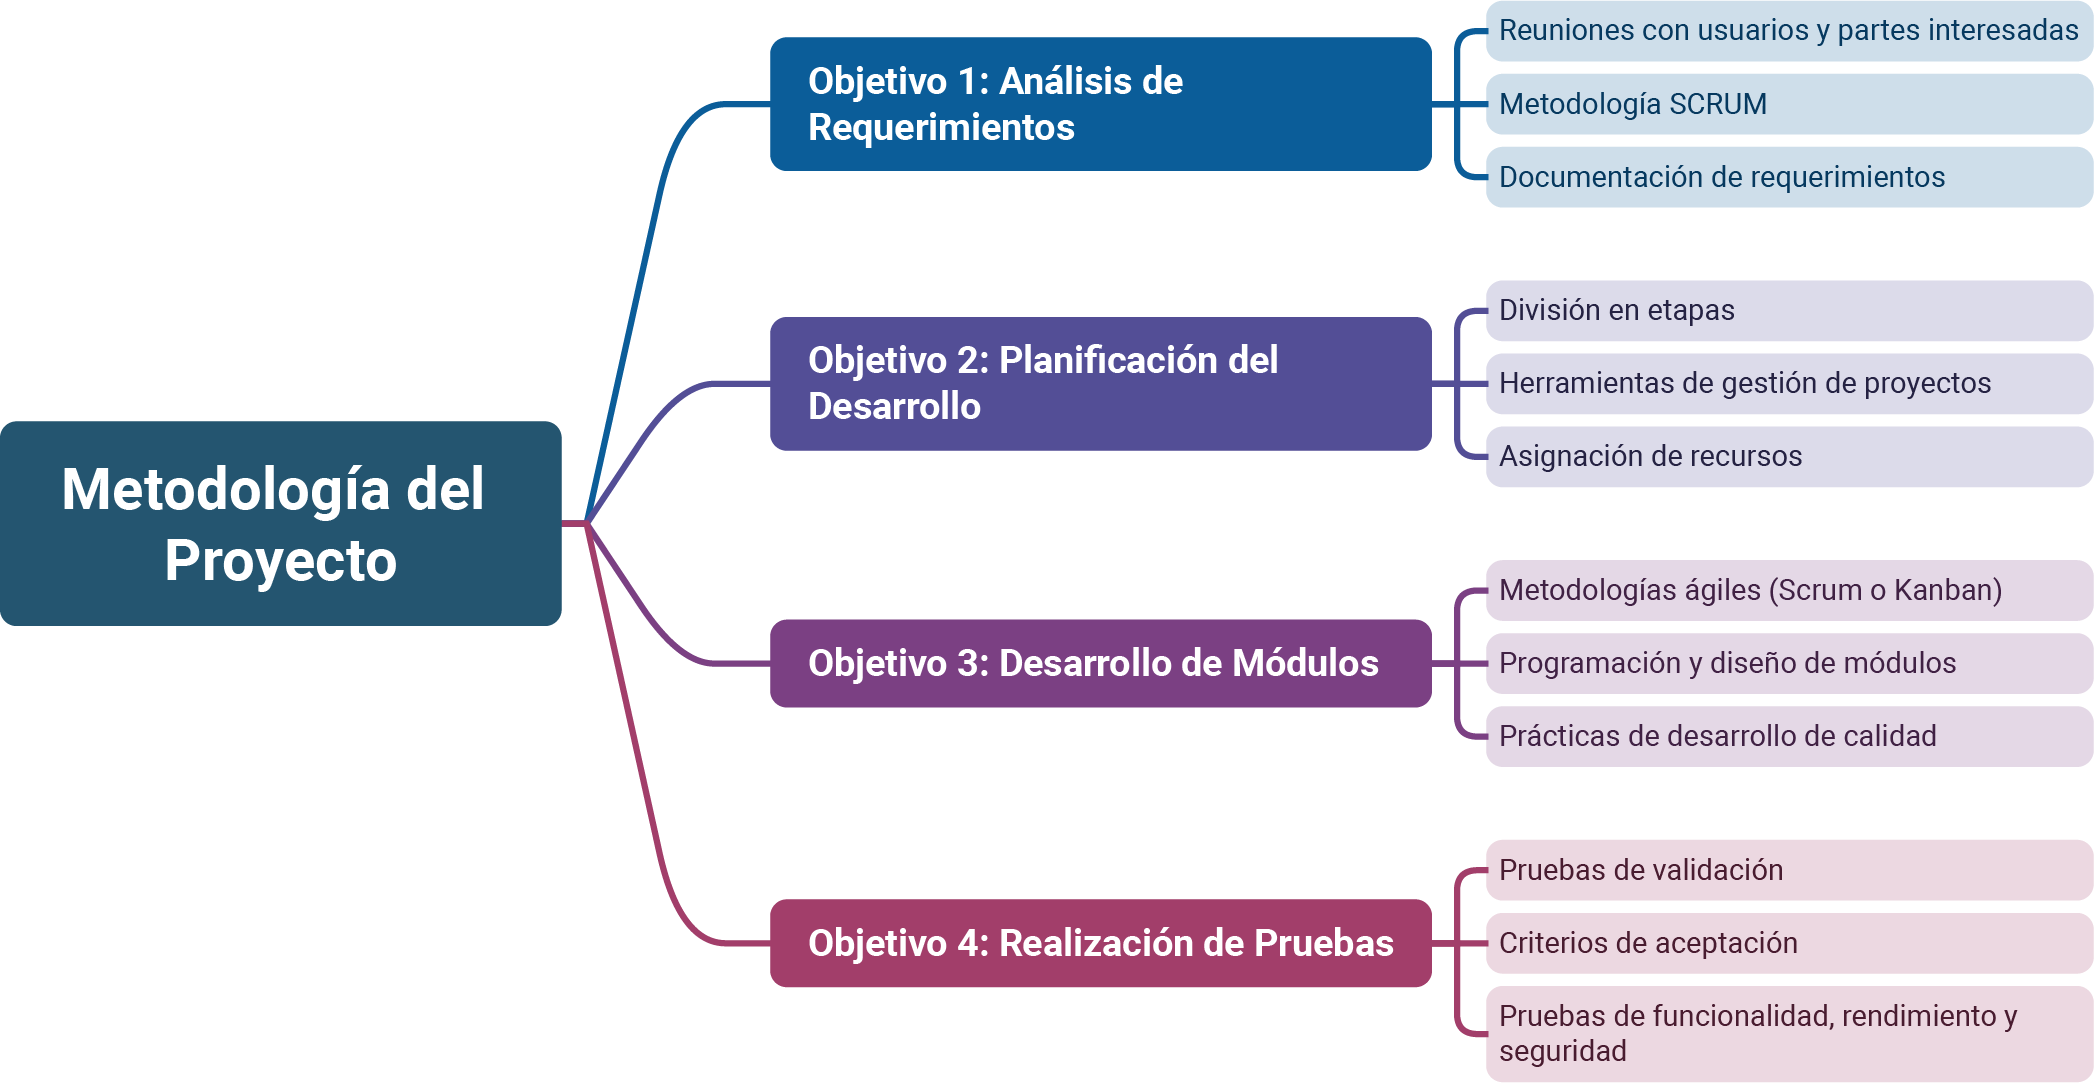 Metodología del
Proyecto
Objetivo 1: Análisis de
Requerimientos
Reuniones con usuarios y partes interesadas
Metodología SCRUM
Documentación de requerimientos
Objetivo 2: Planificación del
Desarrollo
División en etapas
Herramientas de gestión de proyectos
Asignación de recursos
Objetivo 3: Desarrollo de Módulos
Metodologías ágiles (Scrum o Kanban)
Programación y diseño de módulos
Prácticas de desarrollo de calidad
Objetivo 4: Realización de Pruebas
Pruebas de validación
Criterios de aceptación
Pruebas de funcionalidad, rendimiento y
seguridad